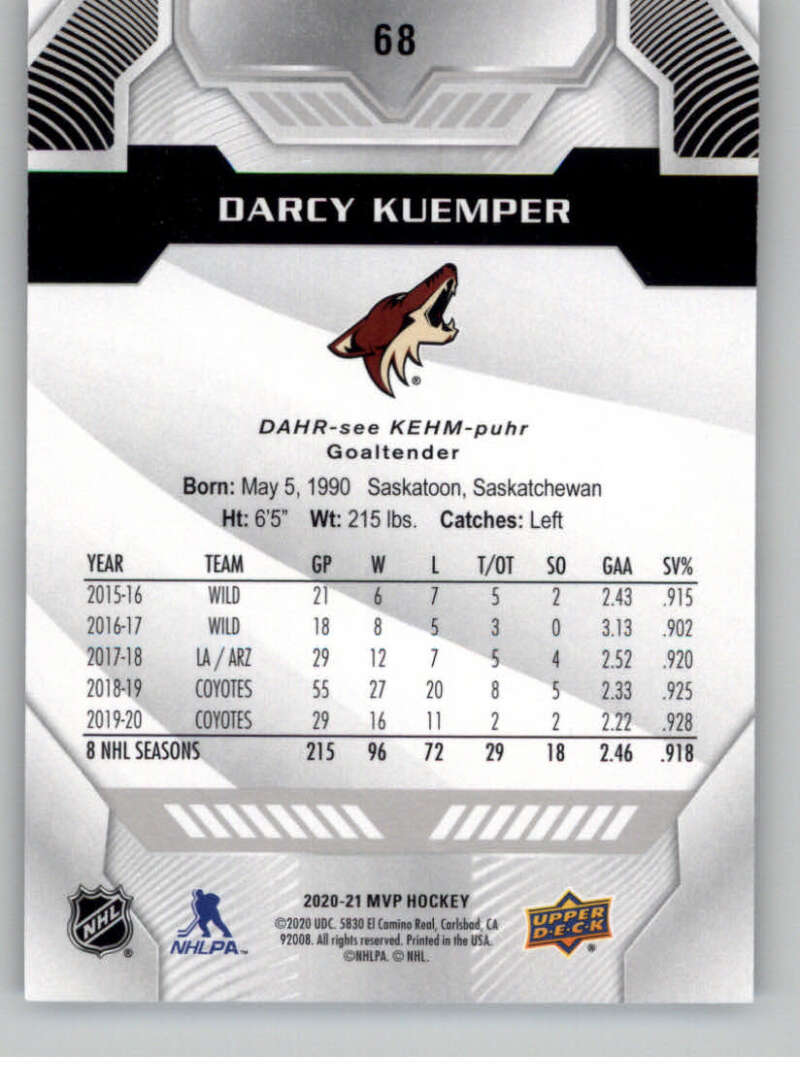 68
DARCY KUEMPER
®
DAHR-see KEHM-puhr
Goaltender
Born: May 5, 1990 Saskatoon, Saskatchewan
Ht: 6'5" Wt: 215 lbs. Catches: Left
YEAR TEAM GP W L T/OT SO GAA SV%
2015-16 WILD 21 6 7 5 2 2.43 .915
2016-17 WILD 18 8 5 3 0 3.13 .902
2017-18 LA / ARZ 29 12 7 5 4 2.52 .920
2018-19 COYOTES 55 27 20 8 5 2.33 .925
2019-20 COYOTES 29 16 11 2 2 2.22 .928
8 NHL SEASONS 215 96 72 29 18 2.46 .918
NHL ®
NHLPA™
2020-21 MVP HOCKEY
©2020 UDC. 5830 El Camino Real, Carlsbad, CA
92008. All rights reserved. Printed in the USA.
©NHLPA. © NHL.
UPPER
D·E·C·K ®